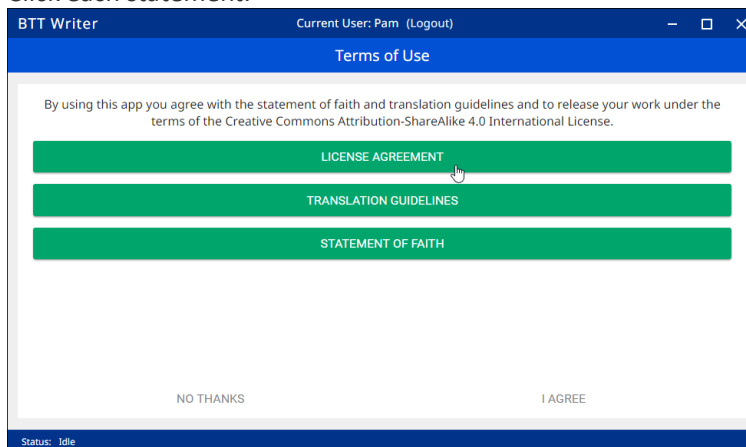 BTT Writer Current User: Pam (Logout)
Terms of Use
By using this app you agree with the statement of faith and translation guidelines and to release your work under the
terms of the Creative Commons Attribution-ShareAlike 4.0 International License.
LICENSE AGREEMENT
TRANSLATION GUIDELINES
STATEMENT OF FAITH
NO THANKS I AGREE
Status: Idle